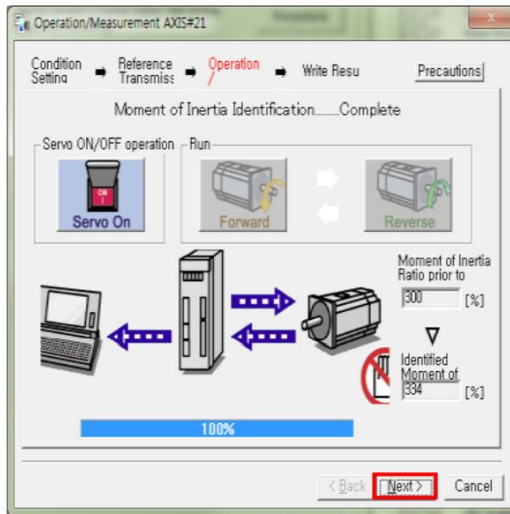 Operation/Measurement AXIS#21
Condition
Setting
Reference
Transmiss
Operation
/
Write Resu
Precautions
Moment of Inertia Identification........Complete
Servo ON/OFF operation
Run
ON
Servo On
Forward
Reverse
Moment of Inertia
Ratio prior to
300 [%]
Identified
Moment of
334 [%]
100%
< Back
Next >
Cancel